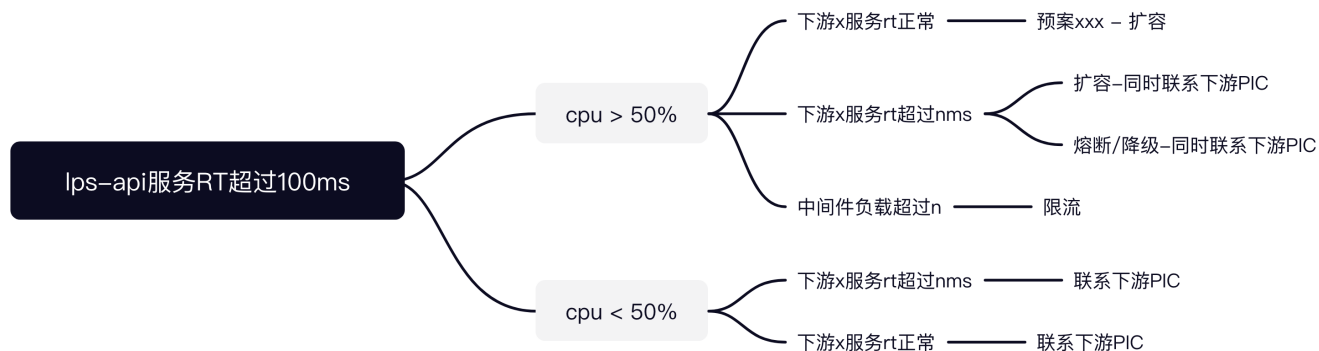 lps-api服务RT超过100ms
cpu > 50%
下游x服务rt正常
预案xxx - 扩容
下游x服务rt超过nms
扩容-同时联系下游PIC
熔断/降级-同时联系下游PIC
中间件负载超过n
限流
cpu < 50%
下游x服务rt超过nms
联系下游PIC
下游x服务rt正常
联系下游PIC